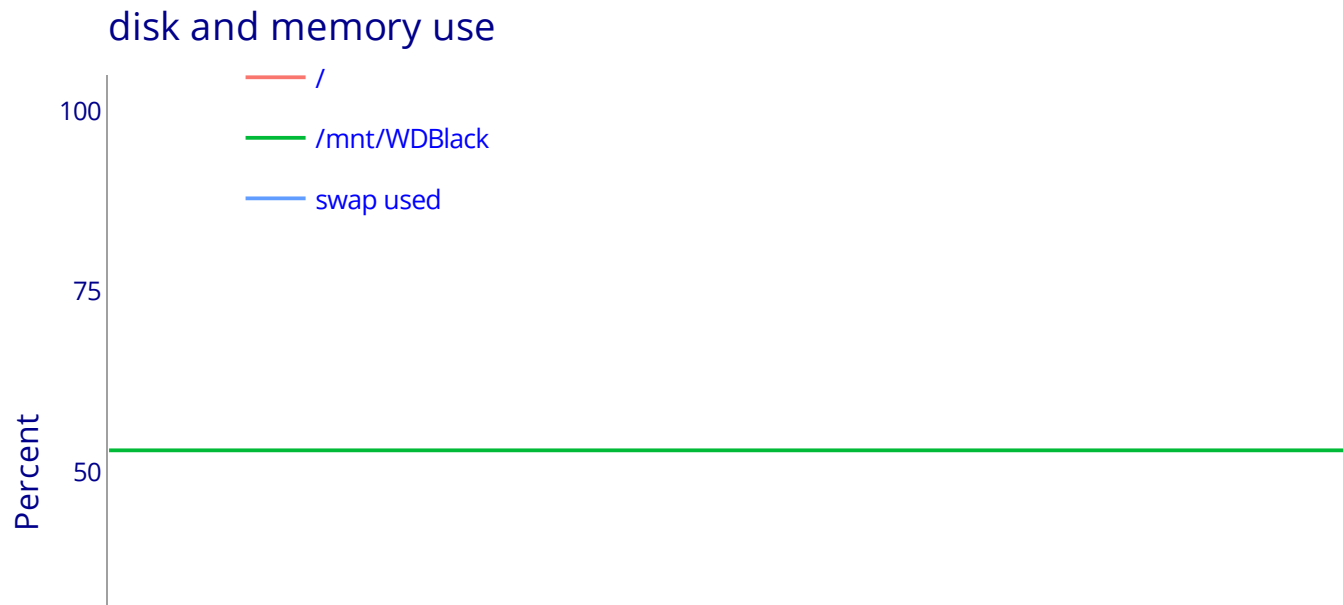 disk and memory use
/
100
/mnt/WDBlack
swap used
75
Percent
50